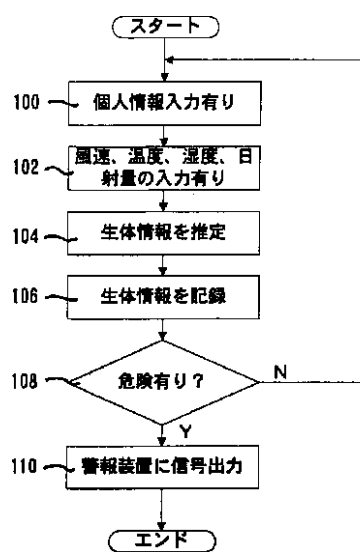 スタート
100
個人情報入力有り
102
風速、温度、湿度、日
射量の入力有り
104
生体情報を推定
106
生体情報を記録
108
危険有り？
N
Y
110
警報装置に信号出力
エンド